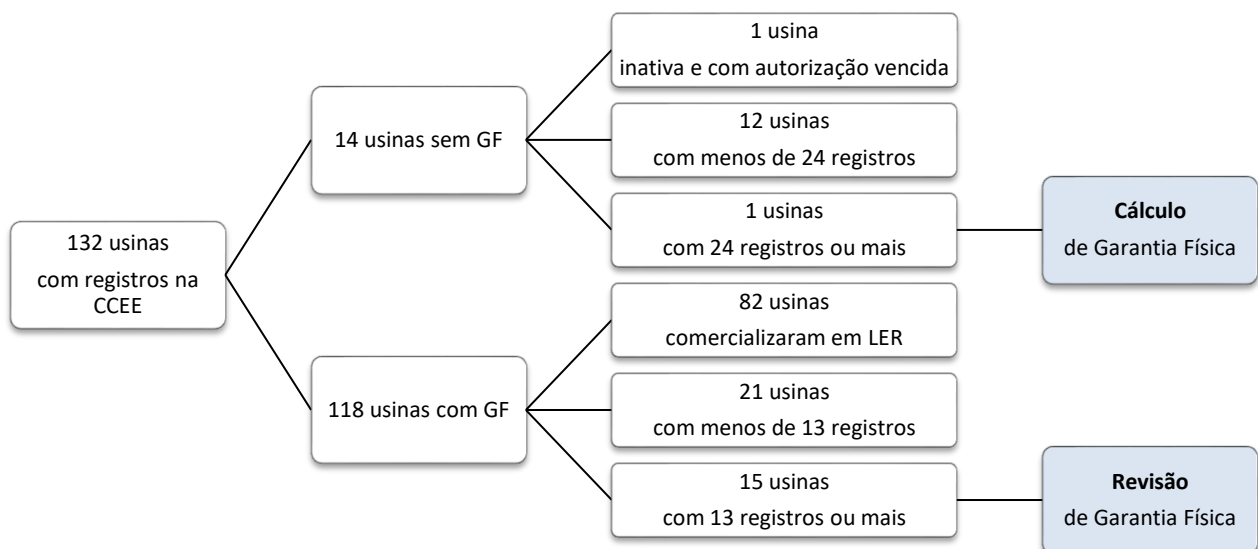 132 usinas
com registros na
CCEE
14 usinas sem GF
1 usina
inativa e com autorização vencida
12 usinas
com menos de 24 registros
1 usinas
com 24 registros ou mais
Cálculo
de Garantia Física
118 usinas com GF
82 usinas
comercializaram em LER
21 usinas
com menos de 13 registros
15 usinas
com 13 registros ou mais
Revisão
de Garantia Física